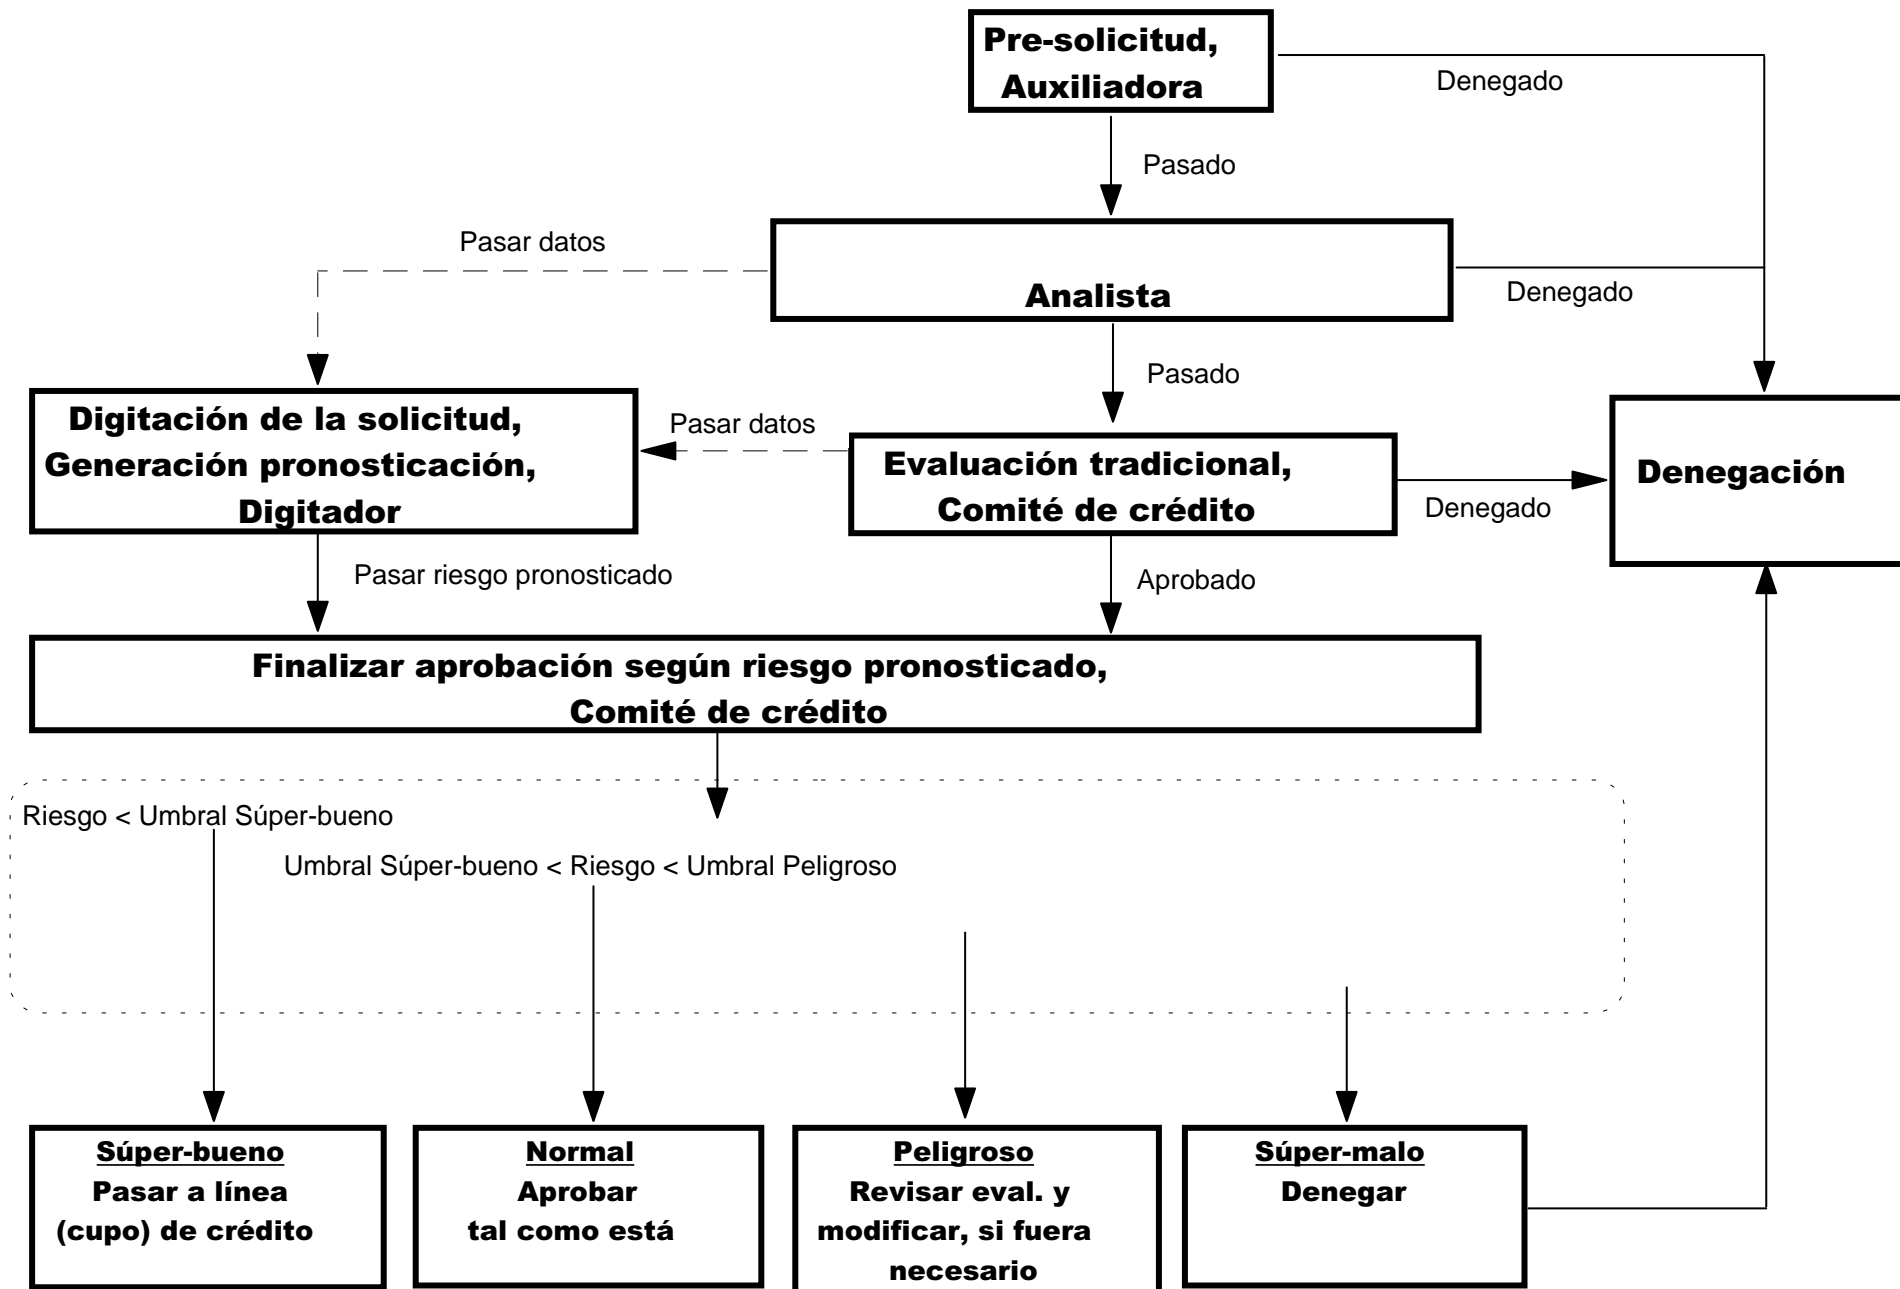 Pre-solicitud,
Auxiliadora
Denegado
Pasado
Pasar datos
Analista
Denegado
Pasado
Digitación de la solicitud,
Generación pronosticación,
Digitador
Pasar datos
Evaluación tradicional,
Comité de crédito
Denegado
Denegación
Pasar riesgo pronosticado
Aprobado
Finalizar aprobación según riesgo pronosticado,
Comité de crédito
Riesgo < Umbral Súper-bueno
Umbral Súper-bueno < Riesgo < Umbral Peligroso
Súper-bueno
Pasar a línea
(cupo) de crédito
Normal
Aprobar
tal como está
Peligroso
Revisar eval. y
modificar, si fuera
necesario
Súper-malo
Denegar